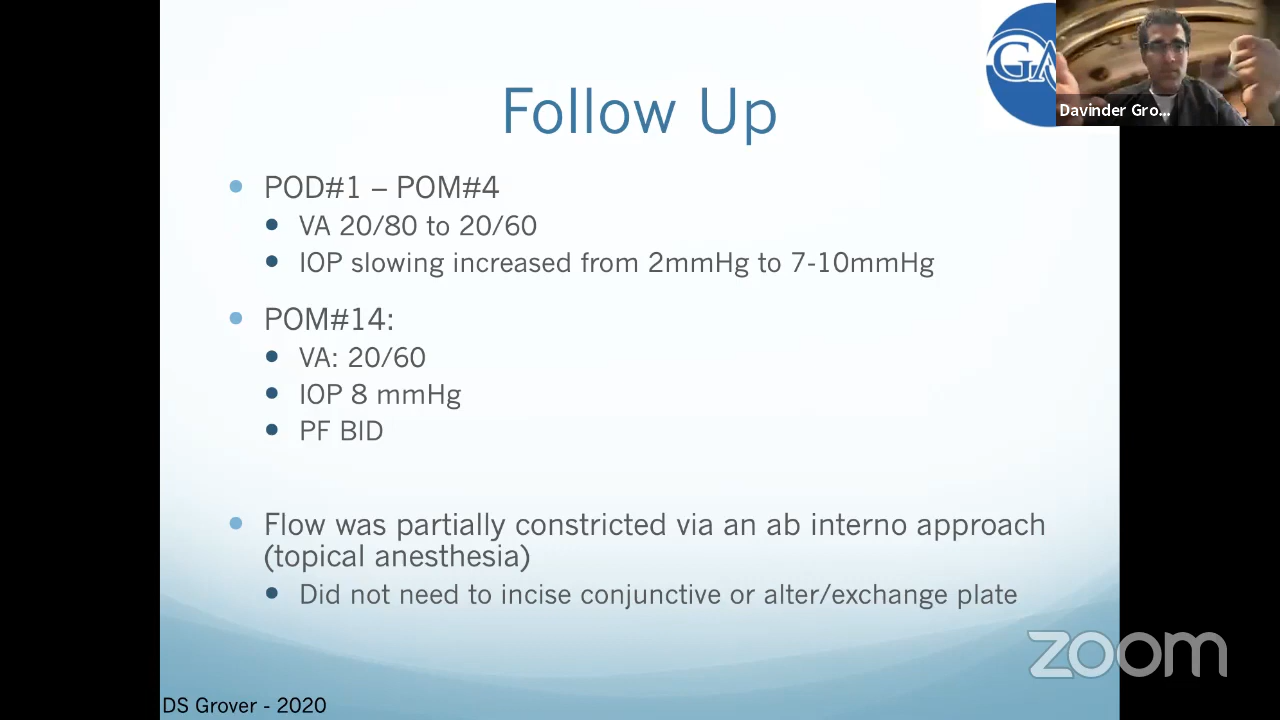 GA
Davinder Gro...
Follow Up
POD#1 – POM#4
VA 20/80 to 20/60
IOP slowing increased from 2mmHg to 7-10mmHg
POM#14:
VA: 20/60
IOP 8 mmHg
PF BID
Flow was partially constricted via an ab interno approach
(topical anesthesia)
Did not need to incise conjunctive or alter/exchange plate
zoom
DS Grover - 2020